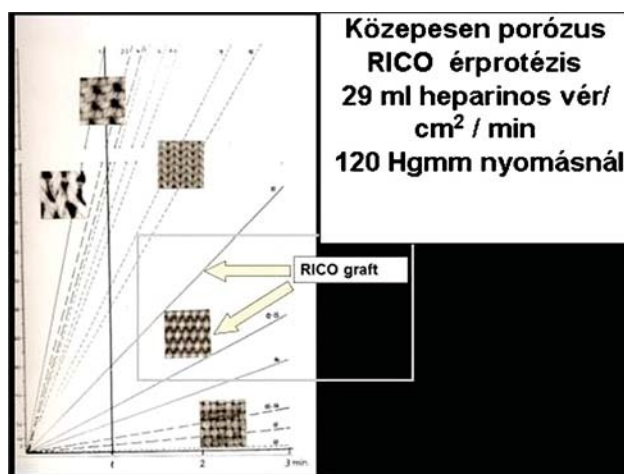 Közepesen porózus
RICO érprotézis
29 ml heparinos vér/
cm² / min
120 Hgmm nyomásnál
RICO graft
1
2
3 min.